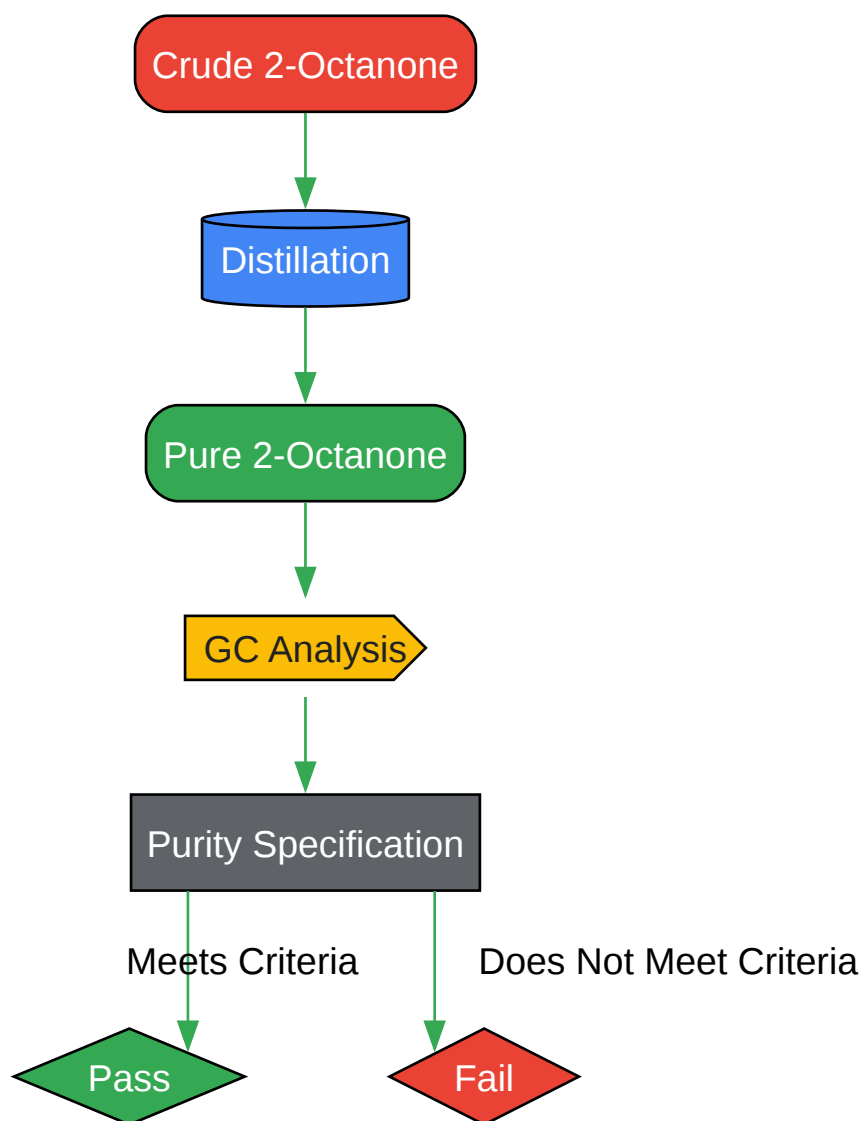 Crude 2-Octanone
Distillation
Pure 2-Octanone
GC Analysis
Purity Specification
Meets Criteria
Does Not Meet Criteria
Pass
Fail